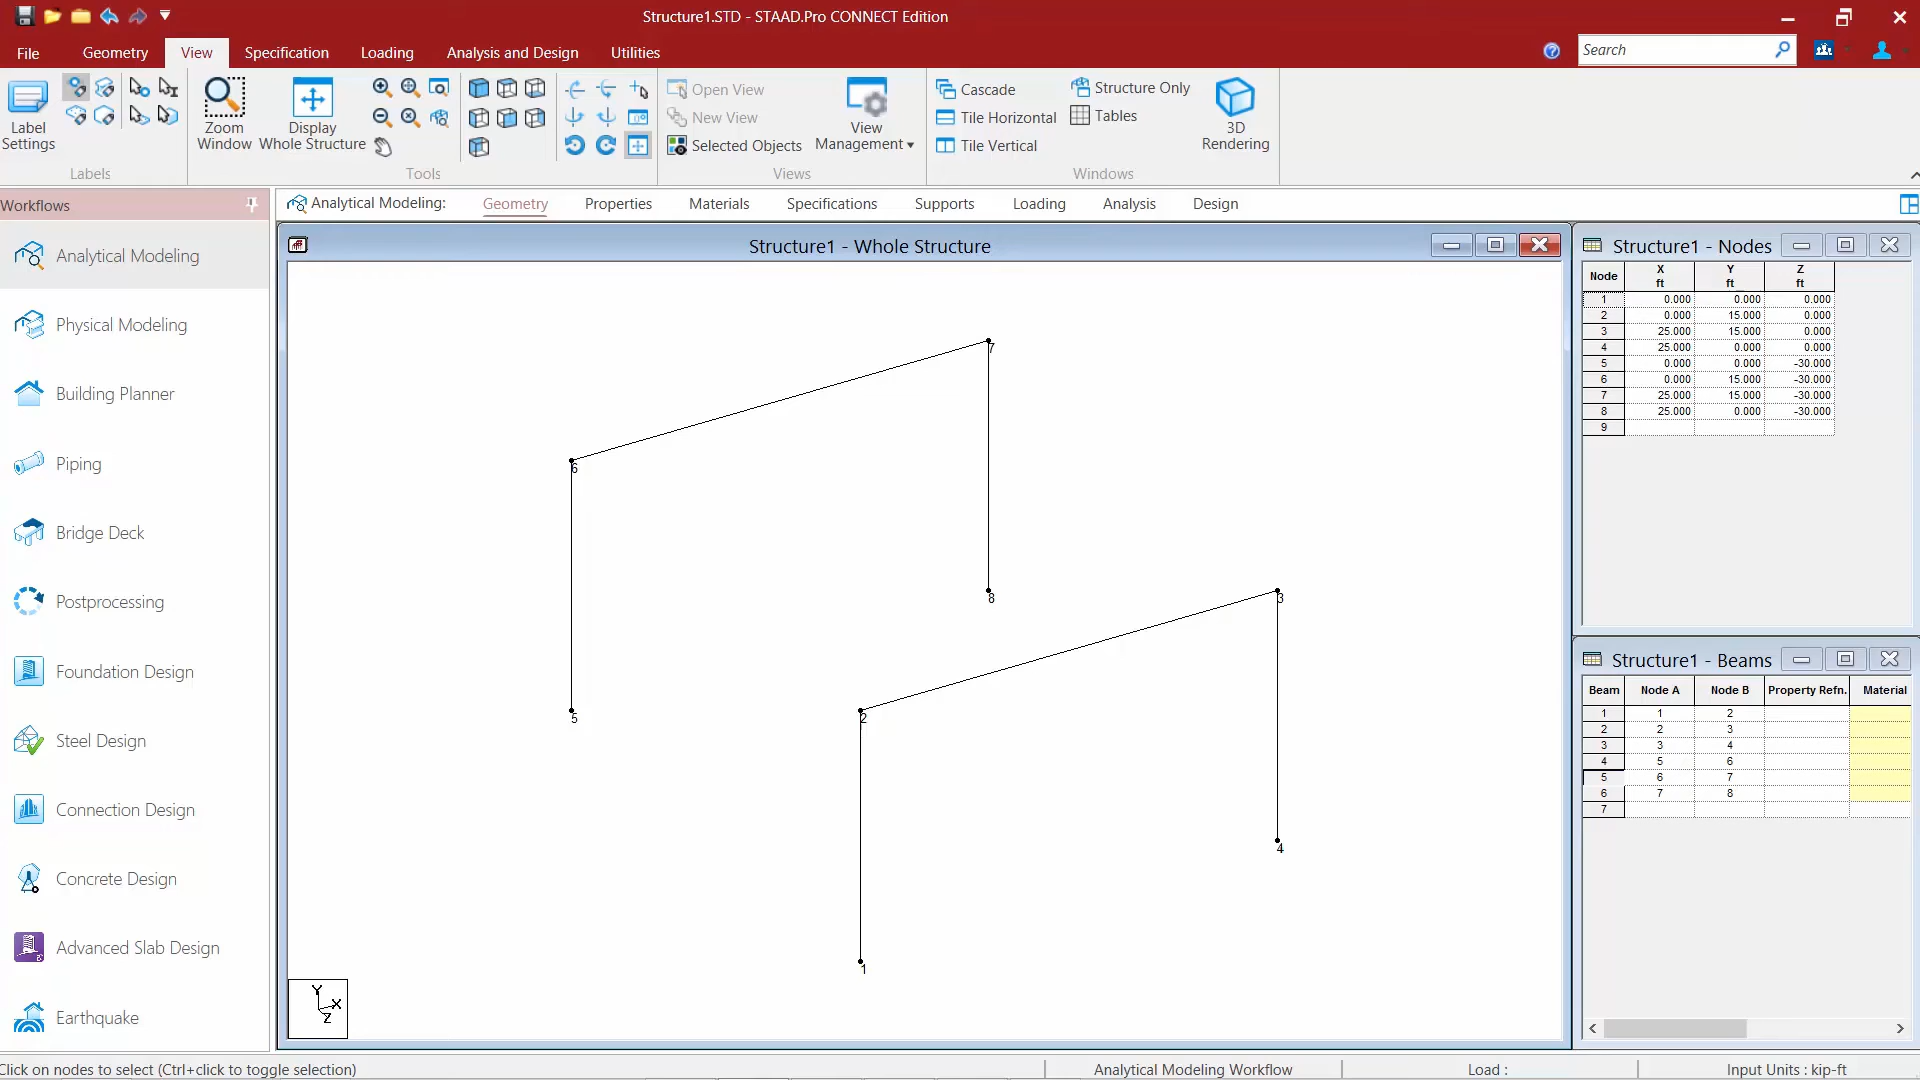 Structure1.STD - STAAD.Pro CONNECT Edition
File Geometry View Specification Loading Analysis and Design Utilities Search
Label Settings
Labels
Zoom Window
Display Whole Structure
Tools
Open View
New View
Selected Objects
View Management
Views
Cascade
Tile Horizontal
Tile Vertical
Structure Only
Tables
Windows
3D Rendering
Workflows
Analytical Modeling: Geometry Properties Materials Specifications Supports Loading Analysis Design
Analytical Modeling
Physical Modeling
Building Planner
Piping
Bridge Deck
Postprocessing
Foundation Design
Steel Design
Connection Design
Concrete Design
Advanced Slab Design
Earthquake
Structure1 - Whole Structure
7
6
8
3
5
2
4
1
Y
X
Z
Structure1 - Nodes
Node X ft Y ft Z ft
1 0.000 0.000 0.000
2 0.000 15.000 0.000
3 25.000 15.000 0.000
4 25.000 0.000 0.000
5 0.000 0.000 -30.000
6 0.000 15.000 -30.000
7 25.000 15.000 -30.000
8 25.000 0.000 -30.000
9
Structure1 - Beams
Beam Node A Node B Property Refn. Material
1 1 2
2 2 3
3 3 4
4 5 6
5 6 7
6 7 8
7
Click on nodes to select (Ctrl+click to toggle selection) Analytical Modeling Workflow Load : Input Units : kip-ft